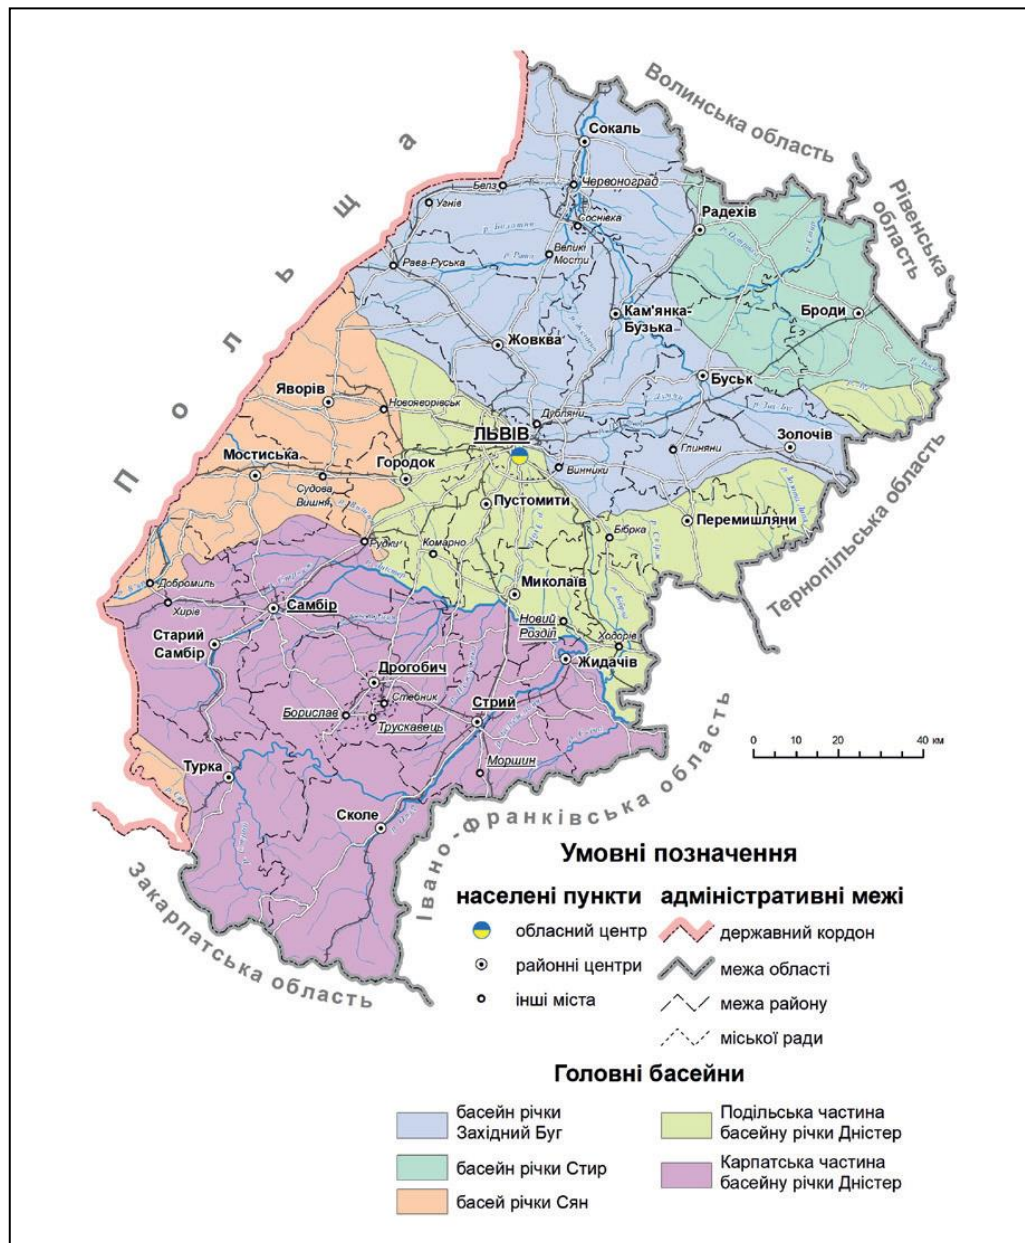 Польща
Волинська область
Рівенська
область
Сокаль
Белз
Червоноград
Угнів
Соснівка
Радехів
р. Болотня
р. Рата
Великі
Мости
р. Стир
Рава-Руська
Кам'янка-
Бузька
Броди
Жовква
Буськ
Яворів
Новояворівськ
Дубляни
ЛЬВІВ
Золочів
Глиняни
Мостиська
Городок
Винники
Судова
Вишня
Пустомити
Перемишляни
Бібрка
Рудки
Комарно
Тернопільська область
Добромиль
Миколаїв
Хирів
Самбір
Новий
Розділ
Старий
Самбір
Ходорів
Жидачів
Дрогобич
Стебник
Борислав
Трускавець
Стрий
Моршин
0 10 20 40 км
Турка
Сколе
Івано-Франківська область
Закарпатська область
Умовні позначення
населені пункти
адміністративні межі
обласний центр
державний кордон
районні центри
межа області
інші міста
межа району
міської ради
Головні басейни
басейн річки
Західний Буг
Подільська частина
басейну річки Дністер
басейн річки Стир
Карпатська частина
басейну річки Дністер
басей річки Сян